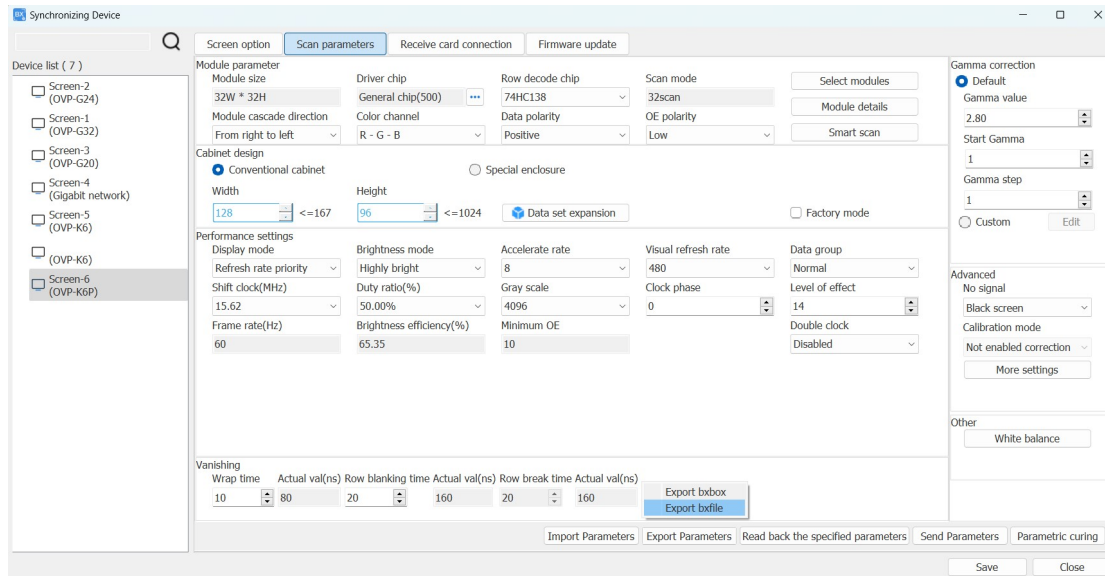 BX Synchronizing Device
Screen option Scan parameters Receive card connection Firmware update
Device list ( 7 )
Screen-2
(OVP-G24)
Screen-1
(OVP-G32)
Screen-3
(OVP-G20)
Screen-4
(Gigabit network)
Screen-5
(OVP-K6)
(OVP-K6)
Screen-6
(OVP-K6P)
Module parameter
Module size Driver chip Row decode chip Scan mode
32W * 32H General chip(500) ... 74HC138 32scan Select modules
Module details
Module cascade direction Color channel Data polarity OE polarity
From right to left R - G - B Positive Low Smart scan
Cabinet design
Conventional cabinet Special enclosure
Width Height
128 <=167 96 <=1024 Data set expansion Factory mode
Performance settings
Display mode Brightness mode Accelerate rate Visual refresh rate Data group
Refresh rate priority Highly bright 8 480 Normal
Shift clock(MHz) Duty ratio(%) Gray scale Clock phase Level of effect
15.62 50.00% 4096 0 14
Frame rate(Hz) Brightness efficiency(%) Minimum OE Double clock
60 65.35 10 Disabled
Vanishing
Wrap time Actual val(ns) Row blanking time Actual val(ns) Row break time Actual val(ns)
10 80 20 160 20 160
Export bxbox
Export bxfile
Import Parameters Export Parameters Read back the specified parameters Send Parameters Parametric curing
Gamma correction
Default
Gamma value
2.80
Start Gamma
1
Gamma step
1
Custom Edit
Advanced
No signal
Black screen
Calibration mode
Not enabled correction
More settings
Other
White balance
Save Close